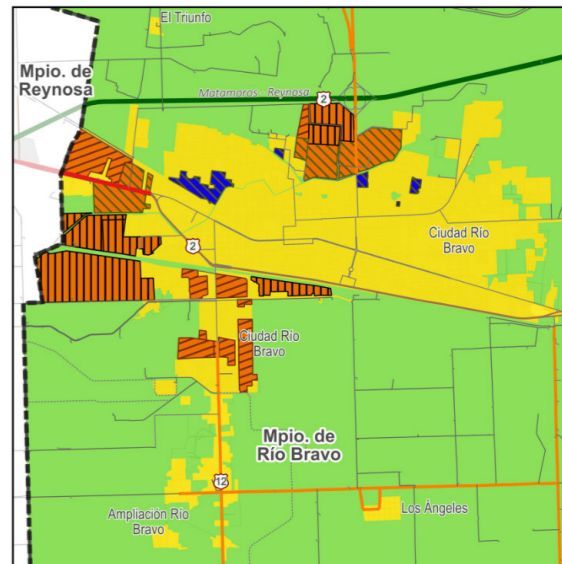 El Triunfo
Mpio. de
Reynosa
Matamoros - Reynosa
2
Ciudad Río
Bravo
2
Ciudad Río
Bravo
Mpio. de
Río Bravo
12
Ampliación Río
Bravo
Los Ángeles